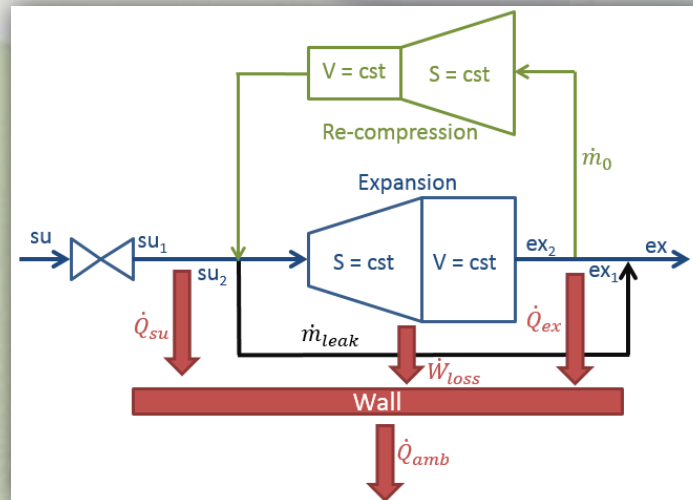 V = cst
S = cst
Re-compression
ṁ₀
Expansion
su
su₁
su₂
S = cst
V = cst
ex₂
ex₁
ex
Q̇su
ṁleak
Ẇloss
Q̇ex
Wall
Q̇amb